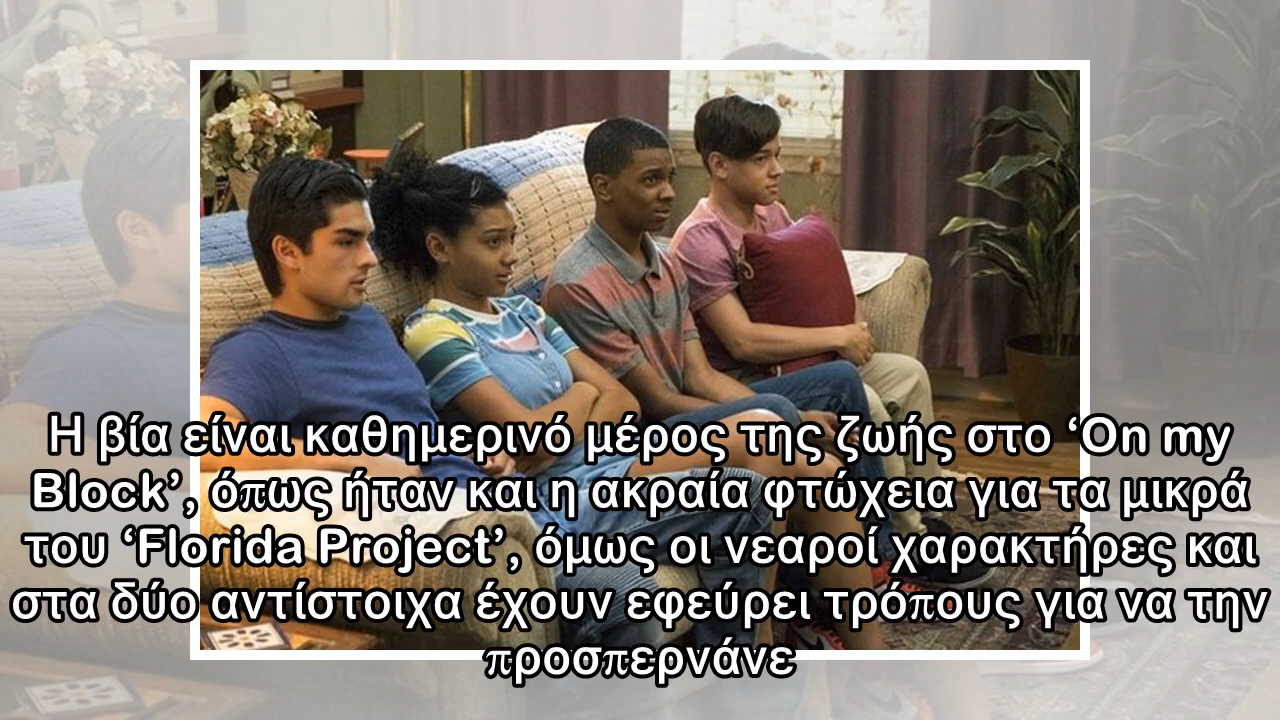 Η βία είναι καθημερινό μέρος της ζωής στο ‘On my
Block’, όπως ήταν και η ακραία φτώχεια για τα μικρά
του ‘Florida Project’, όμως οι νεαροί χαρακτήρες και
στα δύο αντίστοιχα έχουν εφεύρει τρόπους για να την
προσπερνάνε